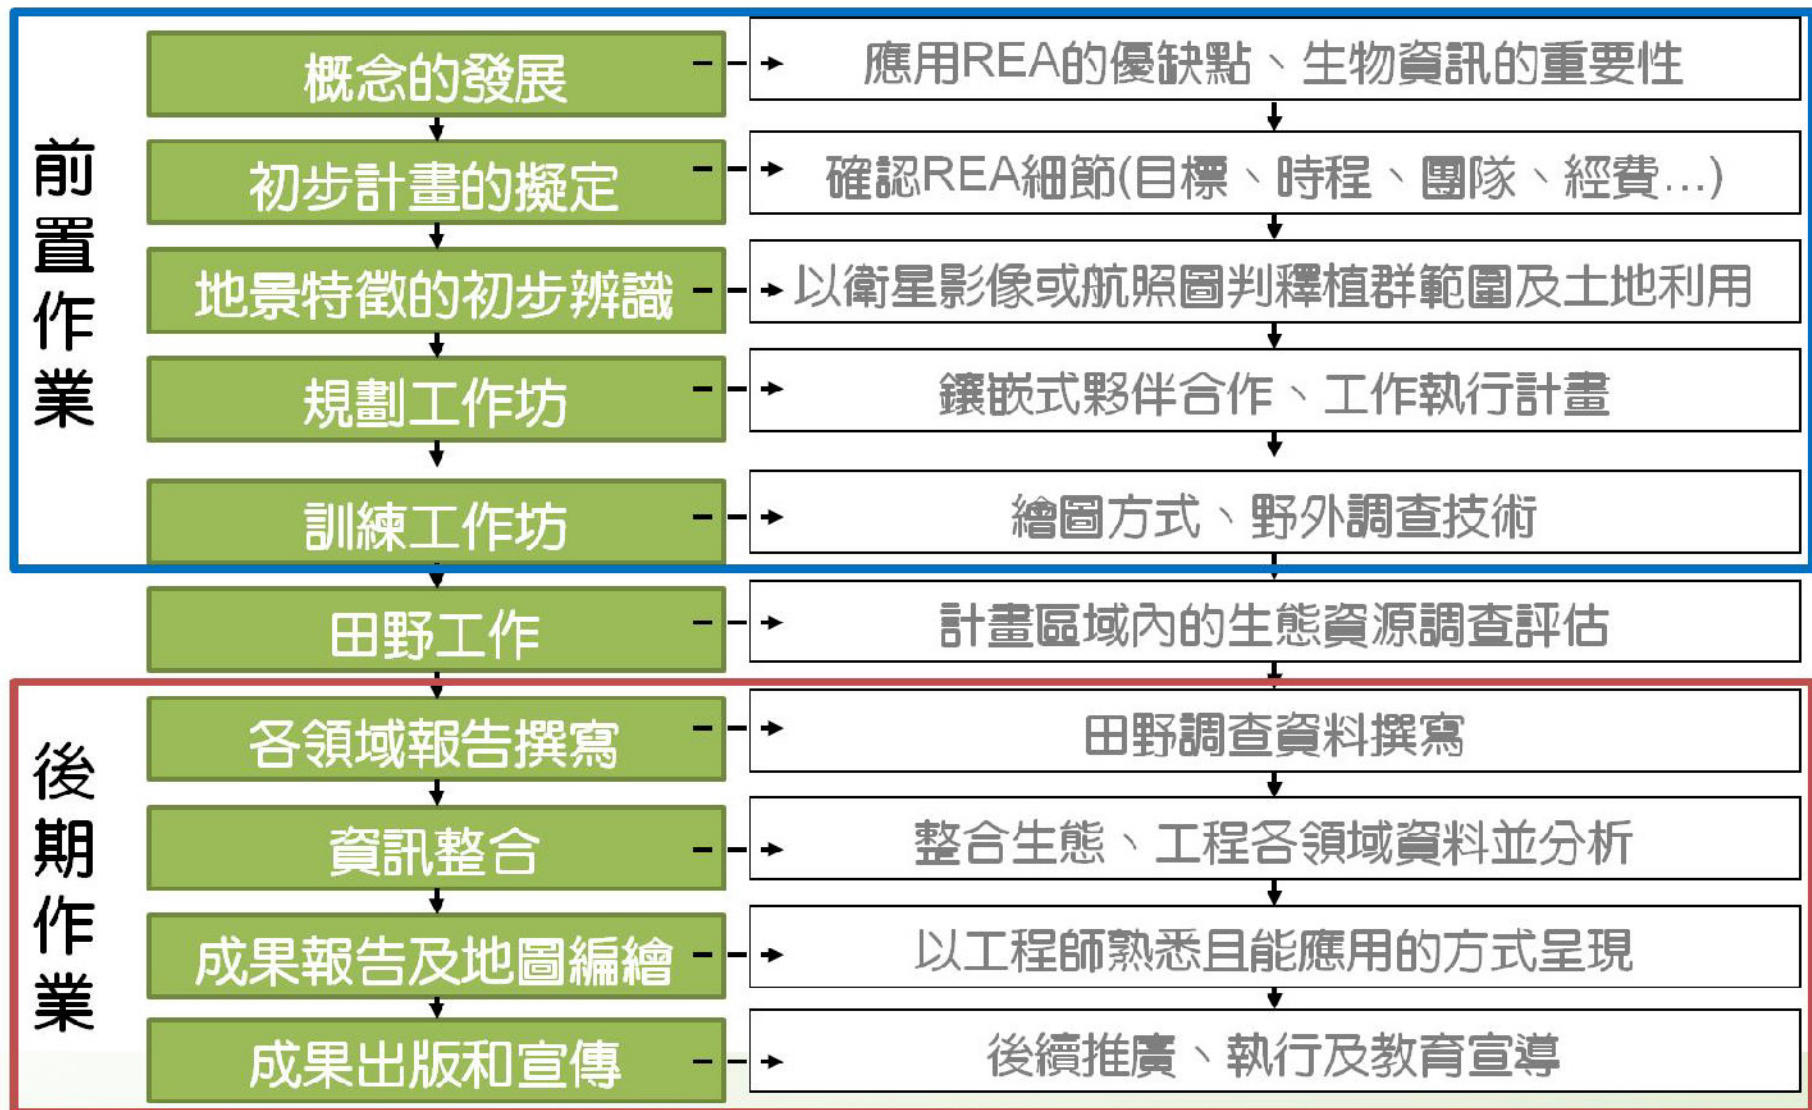 前置作業
概念的發展
應用REA的優缺點、生物資訊的重要性
初步計畫的擬定
確認REA細節(目標、時程、團隊、經費...)
地景特徵的初步辨識
以衛星影像或航照圖判釋植群範圍及土地利用
規劃工作坊
鑲嵌式夥伴合作、工作執行計畫
訓練工作坊
繪圖方式、野外調查技術
田野工作
計畫區域內的生態資源調查評估
後期作業
各領域報告撰寫
田野調查資料撰寫
資訊整合
整合生態、工程各領域資料並分析
成果報告及地圖編繪
以工程師熟悉且能應用的方式呈現
成果出版和宣傳
後續推廣、執行及教育宣導